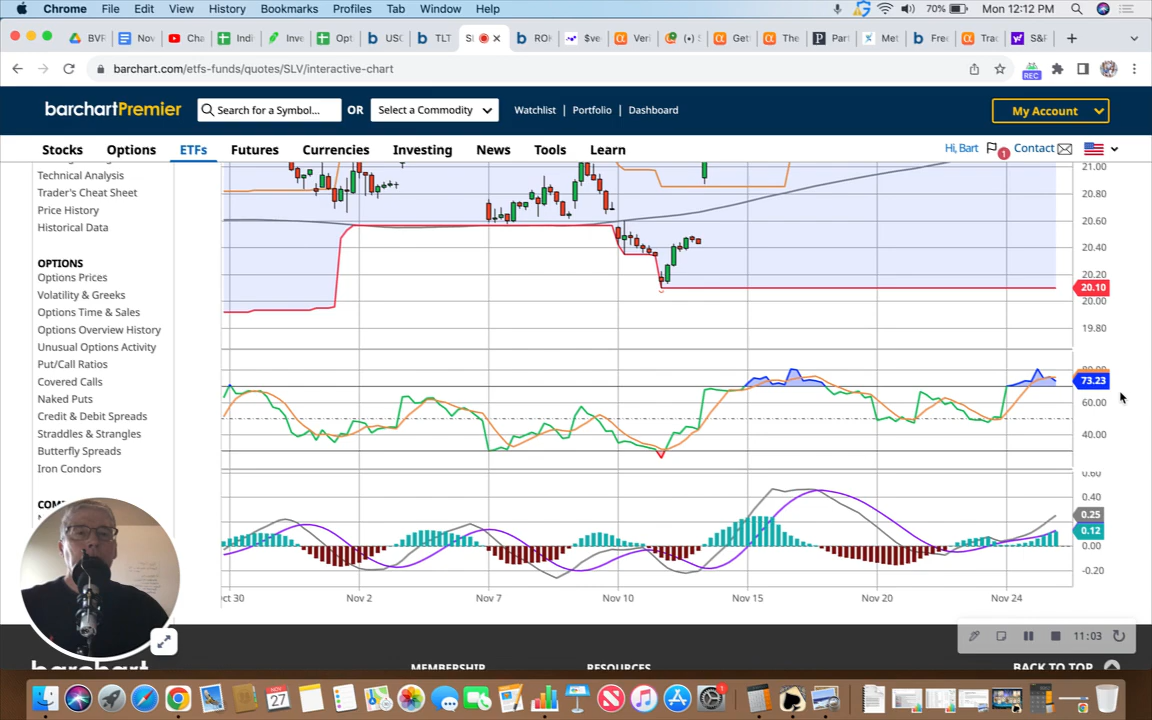 Chrome File Edit View History Bookmarks Profiles Tab Window Help 70% Mon 12:12 PM
BVR Nov Cha Indi Inve Opt USC TLT SL ROK $ve Veri (•) Get The Part Met Free Trac S&P
barchart.com/etfs-funds/quotes/SLV/interactive-chart REC
barchartPremier Search for a Symbol... OR Select a Commodity Watchlist | Portfolio | Dashboard My Account
Stocks Options ETFs Futures Currencies Investing News Tools Learn Hi, Bart 1 Contact
Technical Analysis
Trader's Cheat Sheet
Price History
Historical Data
OPTIONS
Options Prices
Volatility & Greeks
Options Time & Sales
Options Overview History
Unusual Options Activity
Put/Call Ratios
Covered Calls
Naked Puts
Credit & Debit Spreads
Straddles & Strangles
Butterfly Spreads
Iron Condors
21.00
20.80
20.60
20.40
20.20
20.10
20.00
19.80
73.23
60.00
40.00
0.60
0.40
0.25
0.12
0.00
-0.20
ct 30 Nov 2 Nov 7 Nov 10 Nov 15 Nov 20 Nov 24
11:03
barchart MEMBERSHIP RESOURCES BACK TO TOP
NOV
27